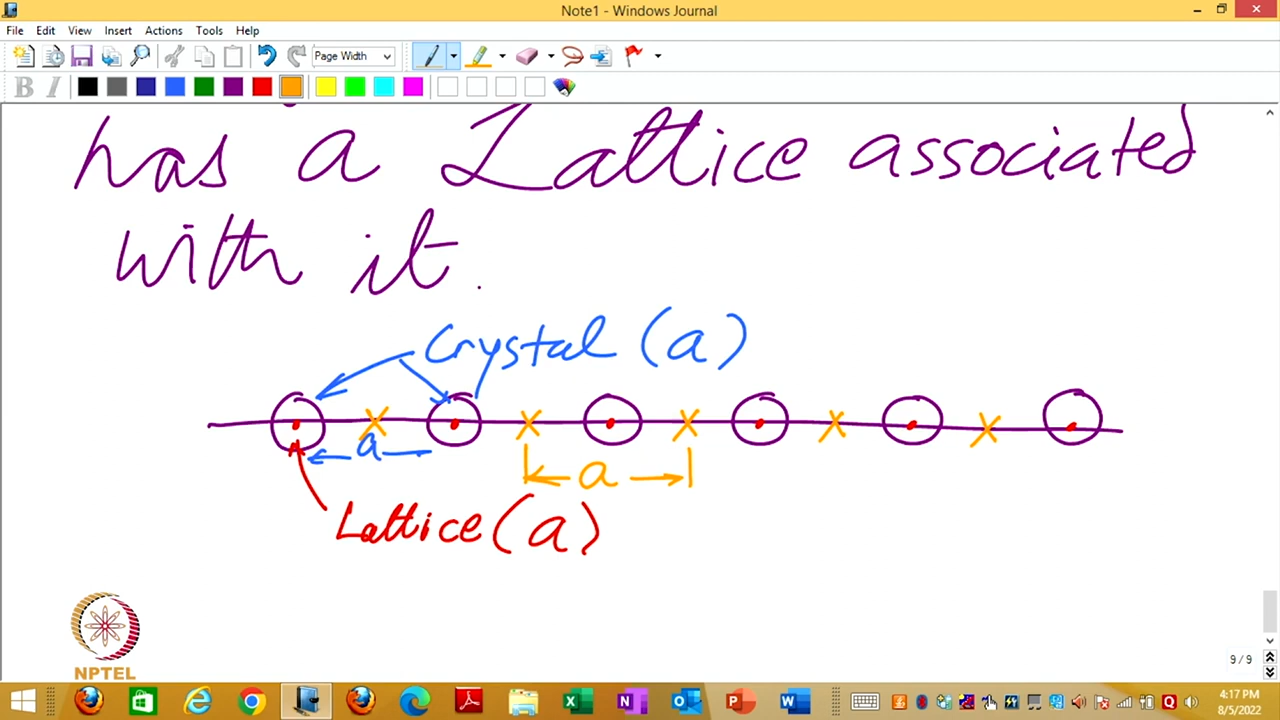 Note1 - Windows Journal
File Edit View Insert Actions Tools Help
Page Width
B I
has a Lattice associated
with it.
Crystal (a)
a
a
Lattice (a)
NPTEL
9 / 9
4:17 PM
8/5/2022